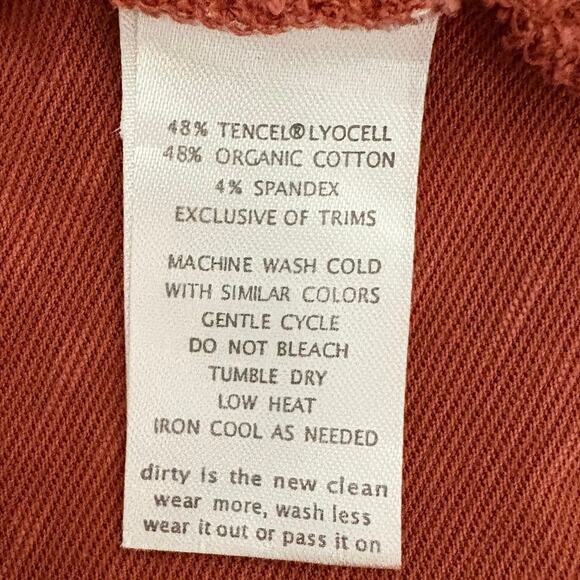 48% TENCEL®LYOCELL
48% ORGANIC COTTON
4% SPANDEX
EXCLUSIVE OF TRIMS
MACHINE WASH COLD
WITH SIMILAR COLORS
GENTLE CYCLE
DO NOT BLEACH
TUMBLE DRY
LOW HEAT
IRON COOL AS NEEDED
dirty is the new clean
wear more, wash less
wear it out or pass it on